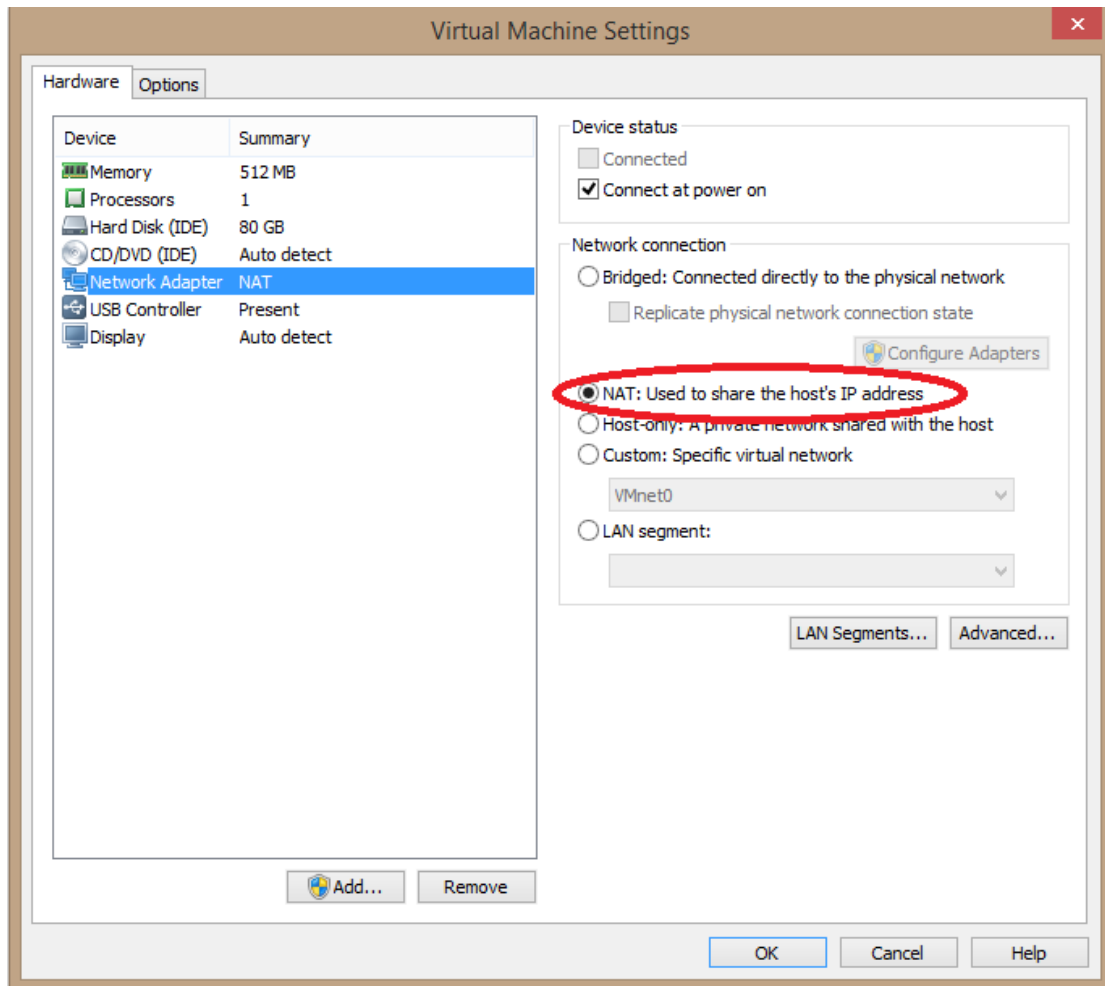 Virtual Machine Settings
Hardware
Options
Device Summary
Memory 512 MB
Processors 1
Hard Disk (IDE) 80 GB
CD/DVD (IDE) Auto detect
Network Adapter NAT
USB Controller Present
Display Auto detect
Add...
Remove
Device status
Connected
Connect at power on
Network connection
Bridged: Connected directly to the physical network
Replicate physical network connection state
Configure Adapters
NAT: Used to share the host's IP address
Host-only: A private network shared with the host
Custom: Specific virtual network
VMnet0
LAN segment:
LAN Segments...
Advanced...
OK
Cancel
Help